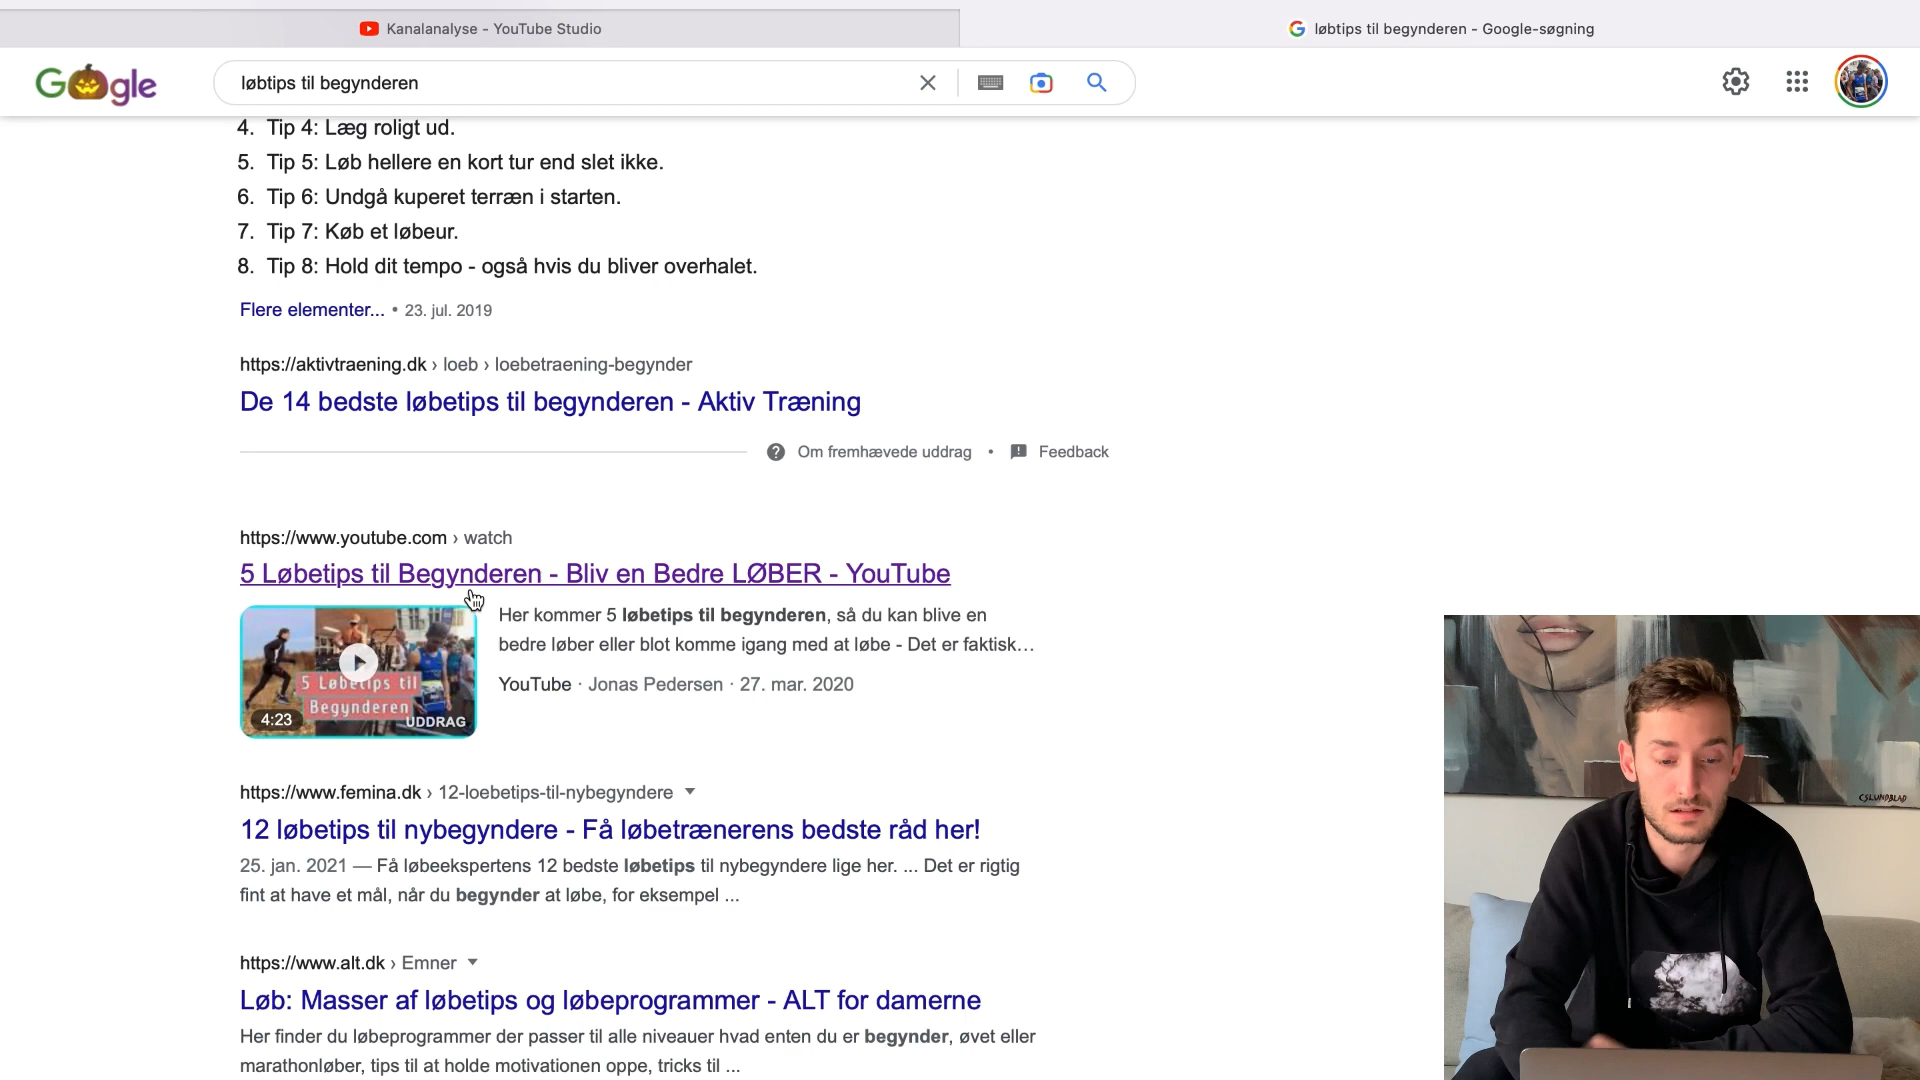 Kanalanalyse - YouTube Studio
løbtips til begynderen - Google-søgning
Google
løbtips til begynderen
4. Tip 4: Læg roligt ud.
5. Tip 5: Løb hellere en kort tur end slet ikke.
6. Tip 6: Undgå kuperet terræn i starten.
7. Tip 7: Køb et løbeur.
8. Tip 8: Hold dit tempo - også hvis du bliver overhalet.
Flere elementer... • 23. jul. 2019
https://aktivtraening.dk › loeb › loebetraening-begynder
De 14 bedste løbetips til begynderen - Aktiv Træning
Om fremhævede uddrag • Feedback
https://www.youtube.com › watch
5 Løbetips til Begynderen - Bliv en Bedre LØBER - YouTube
Her kommer 5 løbetips til begynderen, så du kan blive en
bedre løber eller blot komme igang med at løbe - Det er faktisk...
YouTube · Jonas Pedersen · 27. mar. 2020
5 Løbetips til
Begynderen
4:23
UDDRAG
https://www.femina.dk › 12-loebetips-til-nybegyndere
12 løbetips til nybegyndere - Få løbetrænerens bedste råd her!
25. jan. 2021 — Få løbeekspertens 12 bedste løbetips til nybegyndere lige her. ... Det er rigtig
fint at have et mål, når du begynder at løbe, for eksempel ...
https://www.alt.dk › Emner
Løb: Masser af løbetips og løbeprogrammer - ALT for damerne
Her finder du løbeprogrammer der passer til alle niveauer hvad enten du er begynder, øvet eller
marathonløber, tips til at holde motivationen oppe, tricks til ...
CSLUNDBLAD